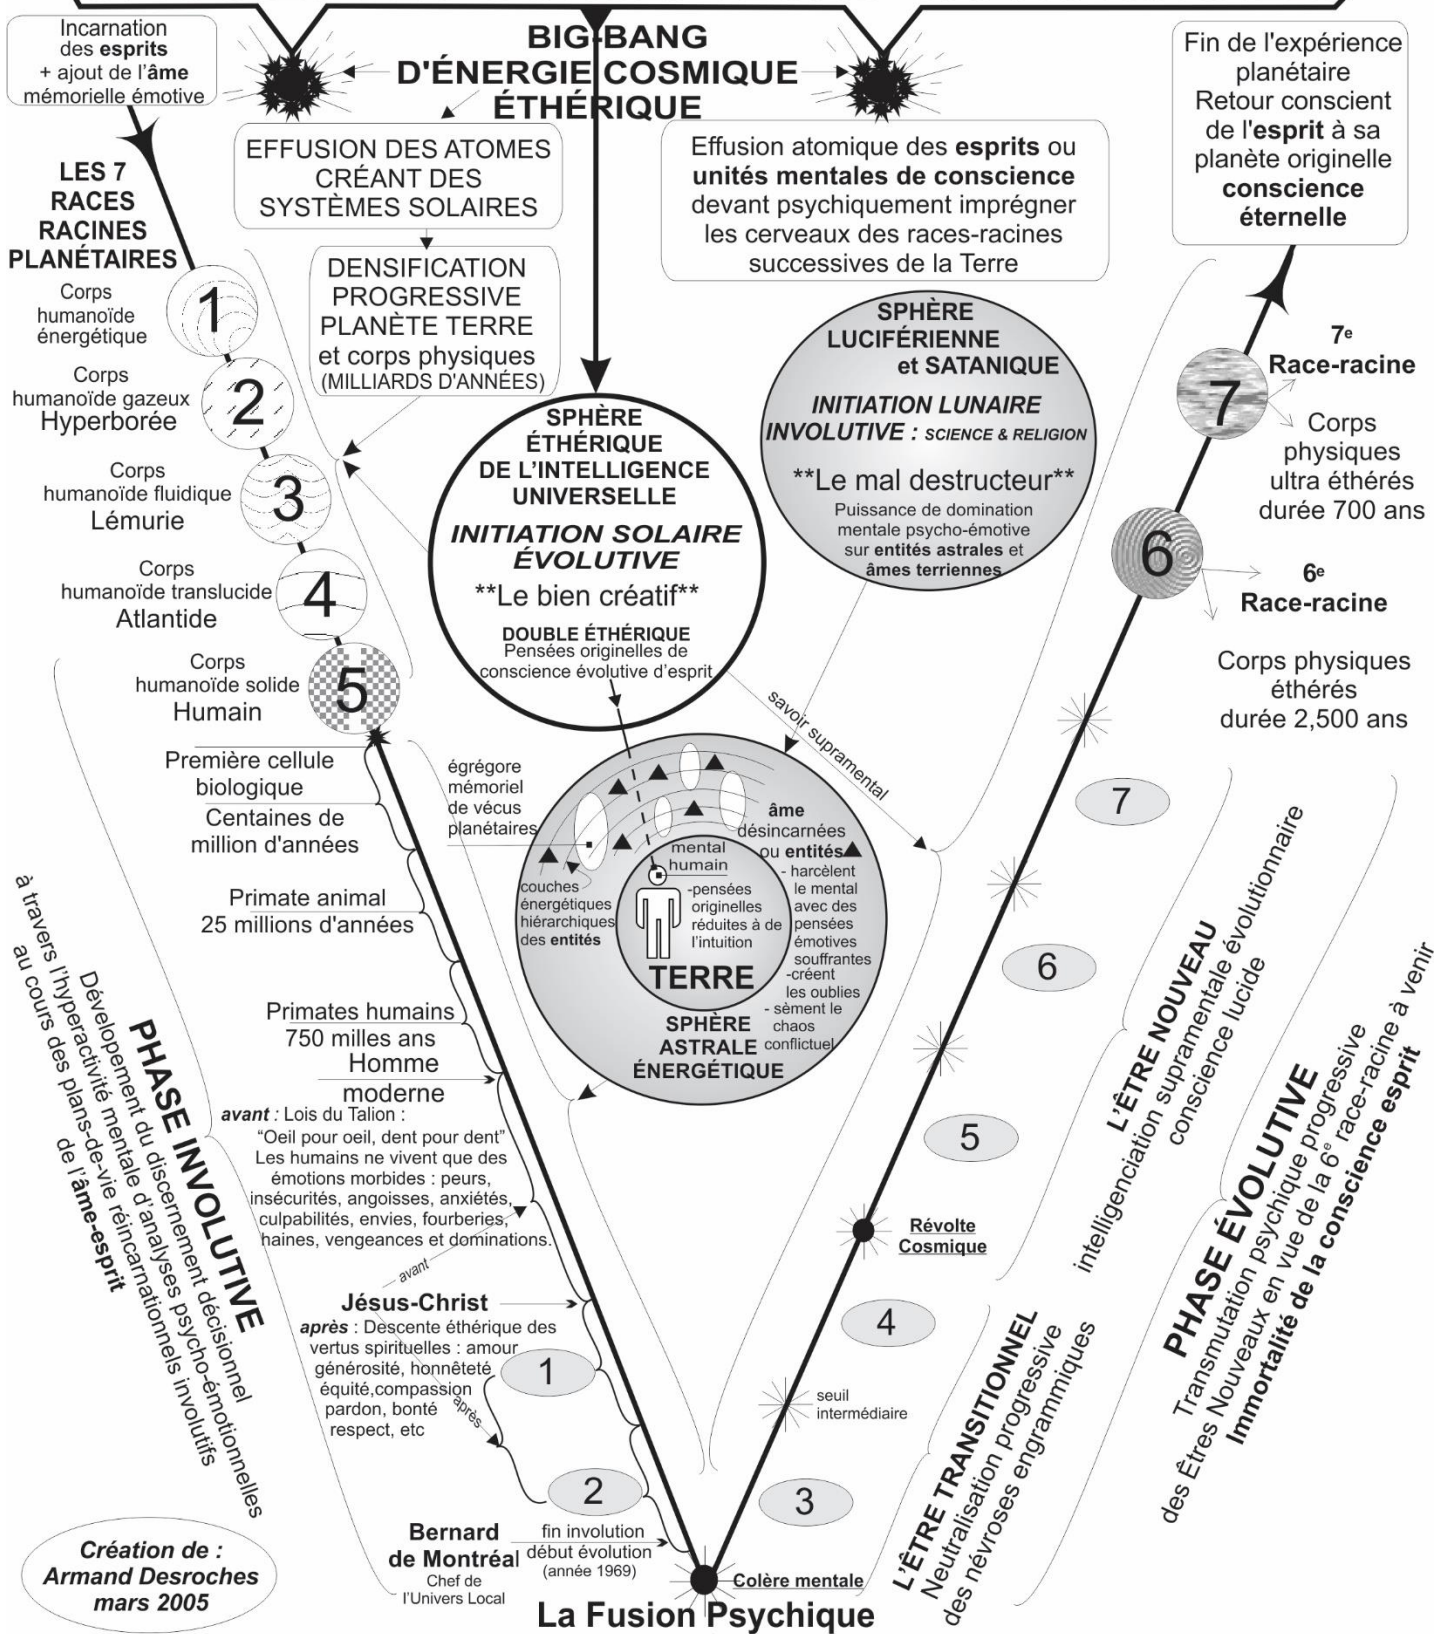 Incarnation
des esprits
+ ajout de l'âme
mémorielle émotive
BIG-BANG
D'ÉNERGIE COSMIQUE
ÉTHÉRIQUE
Fin de l'expérience
planétaire
Retour conscient
de l'esprit à sa
planète originelle
conscience
éternelle
EFFUSION DES ATOMES
CRÉANT DES
SYSTÈMES SOLAIRES
Effusion atomique des esprits ou
unités mentales de conscience
devant psychiquement imprégner
les cerveaux des races-racines
successives de la Terre
DENSIFICATION
PROGRESSIVE
PLANÈTE TERRE
et corps physiques
(MILLIARDS D'ANNÉES)
LES 7
RACES
RACINES
PLANÉTAIRES
Corps
humanoïde
énergétique
1
Corps
humanoïde gazeux
Hyperborée
2
Corps
humanoïde fluidique
Lémurie
3
Corps
humanoïde translucide
Atlantide
4
Corps
humanoïde solide
Humain
5
SPHÈRE
ÉTHÉRIQUE
DE L'INTELLIGENCE
UNIVERSELLE
INITIATION SOLAIRE
ÉVOLUTIVE
**Le bien créatif**
DOUBLE ÉTHÉRIQUE
Pensées originelles de
conscience évolutive d'esprit
SPHÈRE
LUCIFÉRIENNE
et SATANIQUE
INITIATION LUNAIRE
INVOLUTIVE : SCIENCE & RELIGION
**Le mal destructeur**
Puissance de domination
mentale psycho-émotive
sur entités astrales et
âmes terriennes
savoir supramental
7
7e
Race-racine
Corps
physiques
ultra éthérés
durée 700 ans
6
6e
Race-racine
Corps physiques
éthérés
durée 2,500 ans
Première cellule
biologique
Centaines de
million d'années
Primate animal
25 millions d'années
Primates humains
750 milles ans
Homme
moderne
avant : Lois du Talion :
“Oeil pour oeil, dent pour dent”
Les humains ne vivent que des
émotions morbides : peurs,
insécurités, angoisses, anxiétés,
culpabilités, envies, fourberies,
haines, vengeances et dominations.
avant
Jésus-Christ
après : Descente éthérique des
vertus spirituelles : amour
générosité, honnêteté
équité,compassion
pardon, bonté
respect, etc
après
1
2
Bernard
de Montréal
Chef de
l'Univers Local
fin involution
début évolution
(année 1969)
égrégore
mémoriel
de vécus
planétaires
couches
énergétiques
hiérarchiques
des entités
mental
humain
-pensées
originelles
réduites à de
l'intuition
TERRE
âme
désincarnées
ou entités
- harcèlent
le mental
avec des
pensées
émotives
souffrantes
-créent
les oublies
- sèment le
chaos
conflictuel
SPHÈRE
ASTRALE
ÉNERGÉTIQUE
7
6
5
Révolte
Cosmique
4
seuil
intermédiaire
3
Colère mentale
La Fusion Psychique
PHASE INVOLUTIVE
Dévelopement du discernement décisionnel
à travers l'hyperactivité mentale d'analyses psycho-émotionnelles
au cours des plans-de-vie réincarnationnels involutifs
de l'âme-esprit
L'ÊTRE TRANSITIONNEL
Neutralisation progressive
des névroses engrammiques
L'ÊTRE NOUVEAU
intelligenciation supramentale évolutionnaire
conscience lucide
PHASE ÉVOLUTIVE
Transmutation psychique progressive
des Êtres Nouveaux en vue de la 6e race-racine à venir
Immortalité de la conscience esprit
Création de :
Armand Desroches
mars 2005